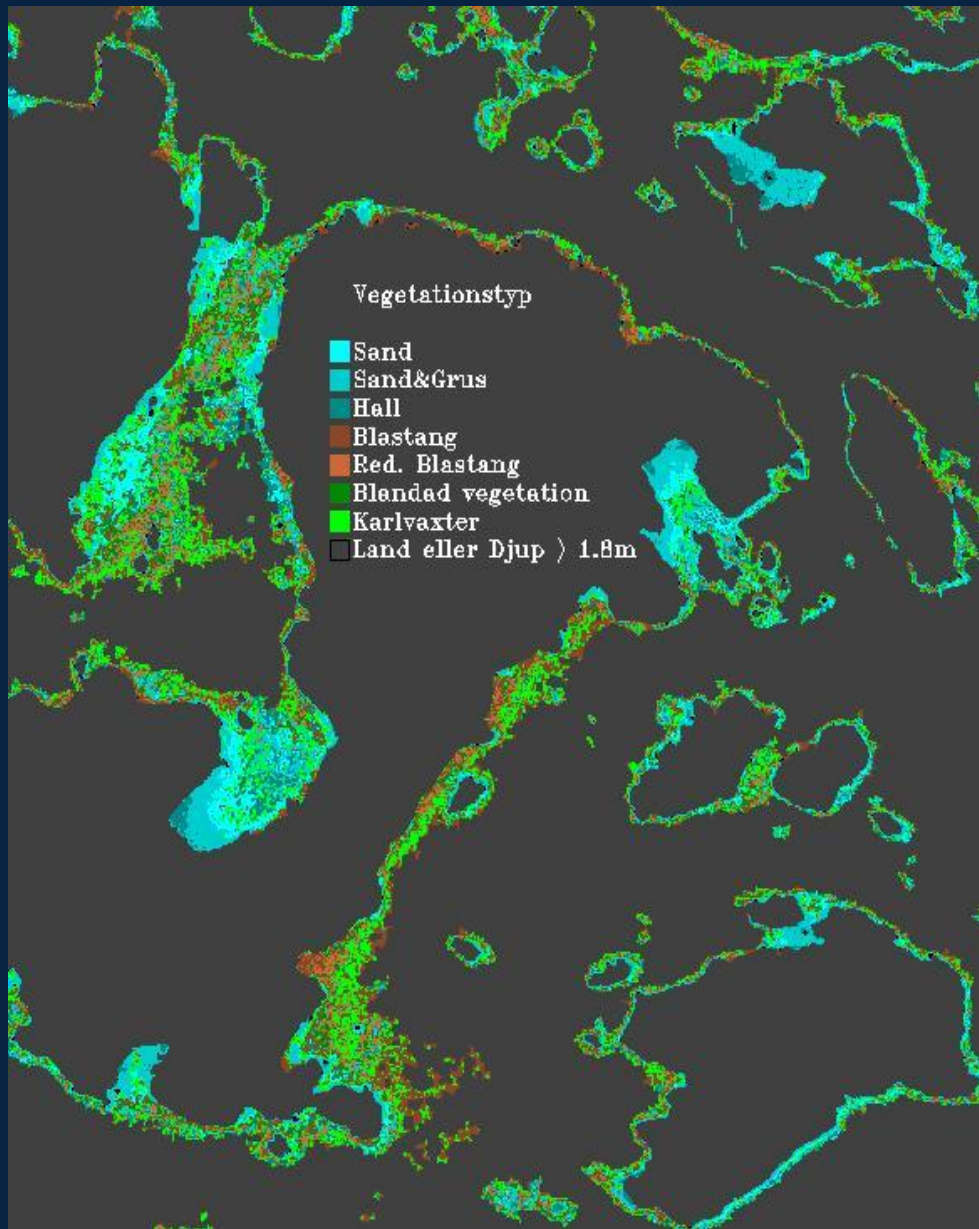 Vegetationstyp
Sand
Sand&Grus
Hall
Blastang
Red. Blastang
Blandad vegetation
Karlvaxter
Land eller Djup > 1.8m